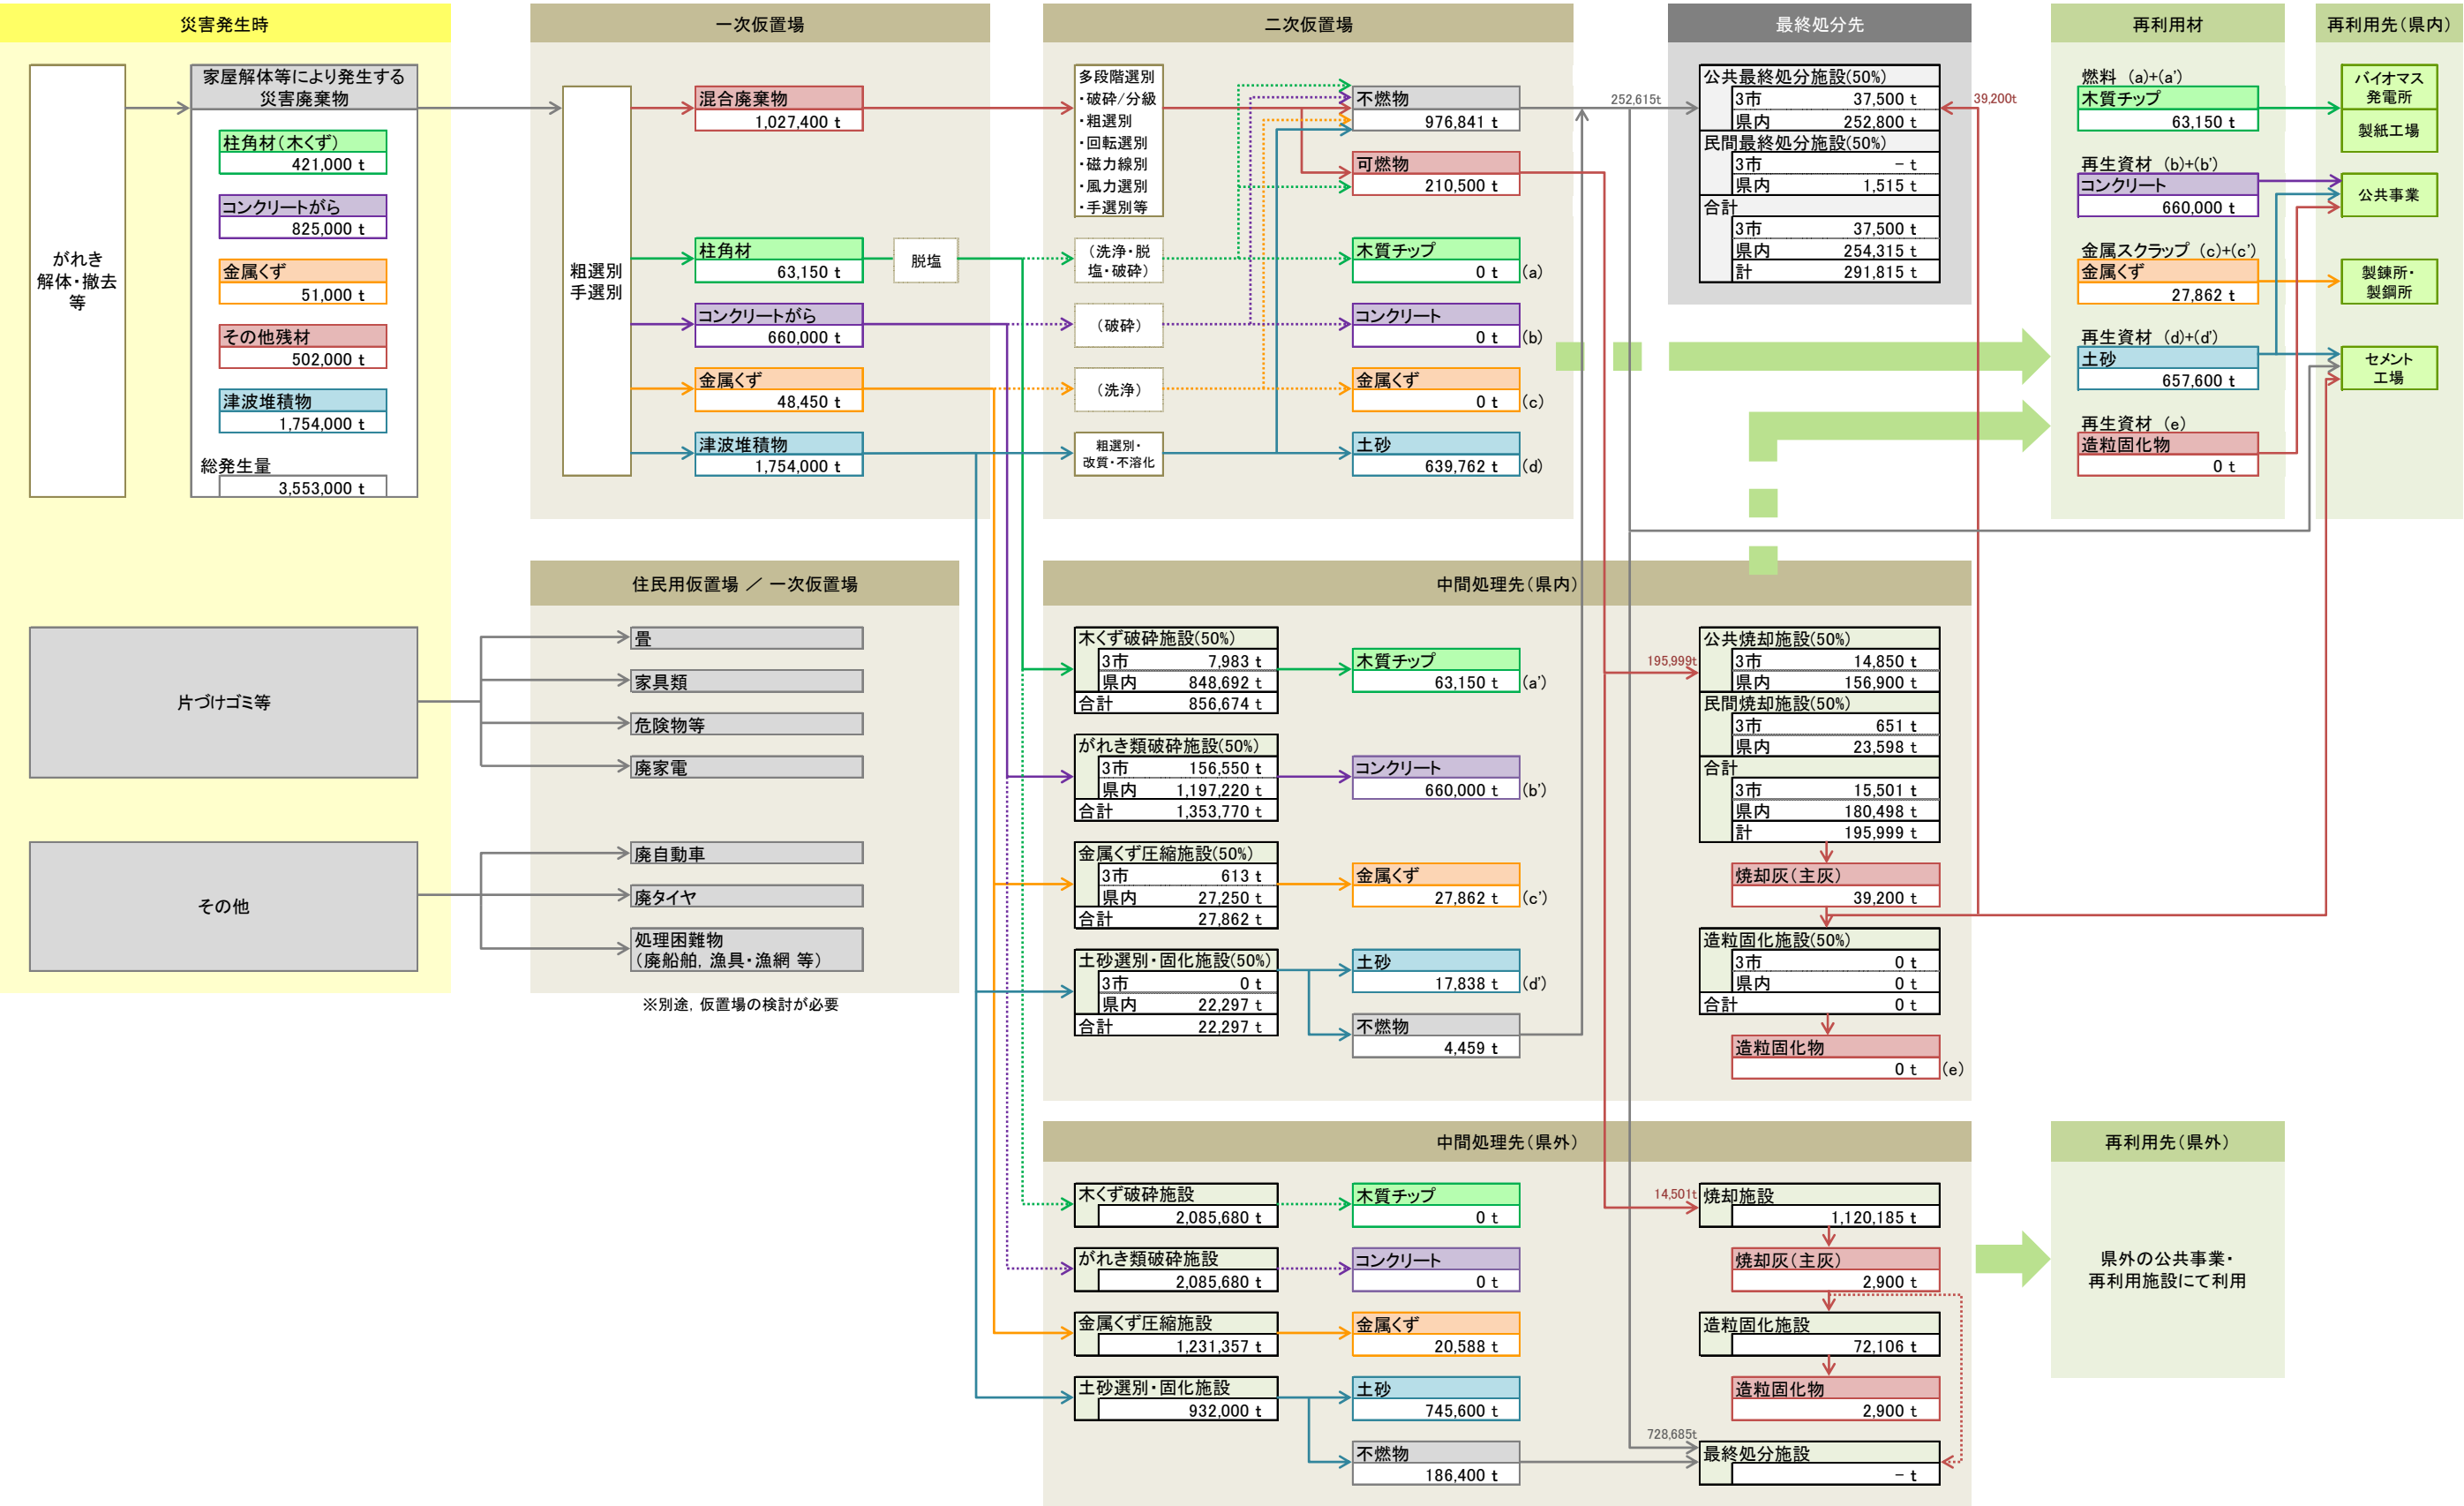 災害発生時
がれき
解体・撤去
等
家屋解体等により発生する
災害廃棄物
柱角材(木くず)
421,000 t
コンクリートがら
825,000 t
金属くず
51,000 t
その他残材
502,000 t
津波堆積物
1,754,000 t
総発生量
3,553,000 t
片づけゴミ等
その他
一次仮置場
粗選別
手選別
混合廃棄物
1,027,400 t
柱角材
63,150 t
脱塩
コンクリートがら
660,000 t
金属くず
48,450 t
津波堆積物
1,754,000 t
住民用仮置場 ／ 一次仮置場
畳
家具類
危険物等
廃家電
廃自動車
廃タイヤ
処理困難物
(廃船舶, 漁具・漁網 等)
※別途, 仮置場の検討が必要
二次仮置場
多段階選別
・破砕/分級
・粗選別
・回転選別
・磁力線別
・風力選別
・手選別等
(洗浄・脱
塩・破砕)
(破砕)
(洗浄)
粗選別・
改質・不溶化
不燃物
976,841 t
可燃物
210,500 t
木質チップ
0 t (a)
コンクリート
0 t (b)
金属くず
0 t (c)
土砂
639,762 t (d)
252,615t
最終処分先
公共最終処分施設(50%)
3市 37,500 t
県内 252,800 t
民間最終処分施設(50%)
3市 － t
県内 1,515 t
合計
3市 37,500 t
県内 254,315 t
計 291,815 t
39,200t
再利用材
燃料 (a)+(a')
木質チップ
63,150 t
再生資材 (b)+(b')
コンクリート
660,000 t
金属スクラップ (c)+(c')
金属くず
27,862 t
再生資材 (d)+(d')
土砂
657,600 t
再生資材 (e)
造粒固化物
0 t
再利用先(県内)
バイオマス
発電所
製紙工場
公共事業
製錬所・
製鋼所
セメント
工場
中間処理先(県内)
木くず破砕施設(50%)
3市 7,983 t
県内 848,692 t
合計 856,674 t
木質チップ
63,150 t (a')
がれき類破砕施設(50%)
3市 156,550 t
県内 1,197,220 t
合計 1,353,770 t
コンクリート
660,000 t (b')
金属くず圧縮施設(50%)
3市 613 t
県内 27,250 t
合計 27,862 t
金属くず
27,862 t (c')
土砂選別・固化施設(50%)
3市 0 t
県内 22,297 t
合計 22,297 t
土砂
17,838 t (d')
不燃物
4,459 t
195,999t
公共焼却施設(50%)
3市 14,850 t
県内 156,900 t
民間焼却施設(50%)
3市 651 t
県内 23,598 t
合計
3市 15,501 t
県内 180,498 t
計 195,999 t
焼却灰(主灰)
39,200 t
造粒固化施設(50%)
3市 0 t
県内 0 t
合計 0 t
造粒固化物
0 t (e)
中間処理先(県外)
木くず破砕施設
2,085,680 t
木質チップ
0 t
がれき類破砕施設
2,085,680 t
コンクリート
0 t
金属くず圧縮施設
1,231,357 t
金属くず
20,588 t
土砂選別・固化施設
932,000 t
土砂
745,600 t
不燃物
186,400 t
14,501t
焼却施設
1,120,185 t
焼却灰(主灰)
2,900 t
造粒固化施設
72,106 t
造粒固化物
2,900 t
728,685t
最終処分施設
－ t
再利用先(県外)
県外の公共事業・
再利用施設にて利用